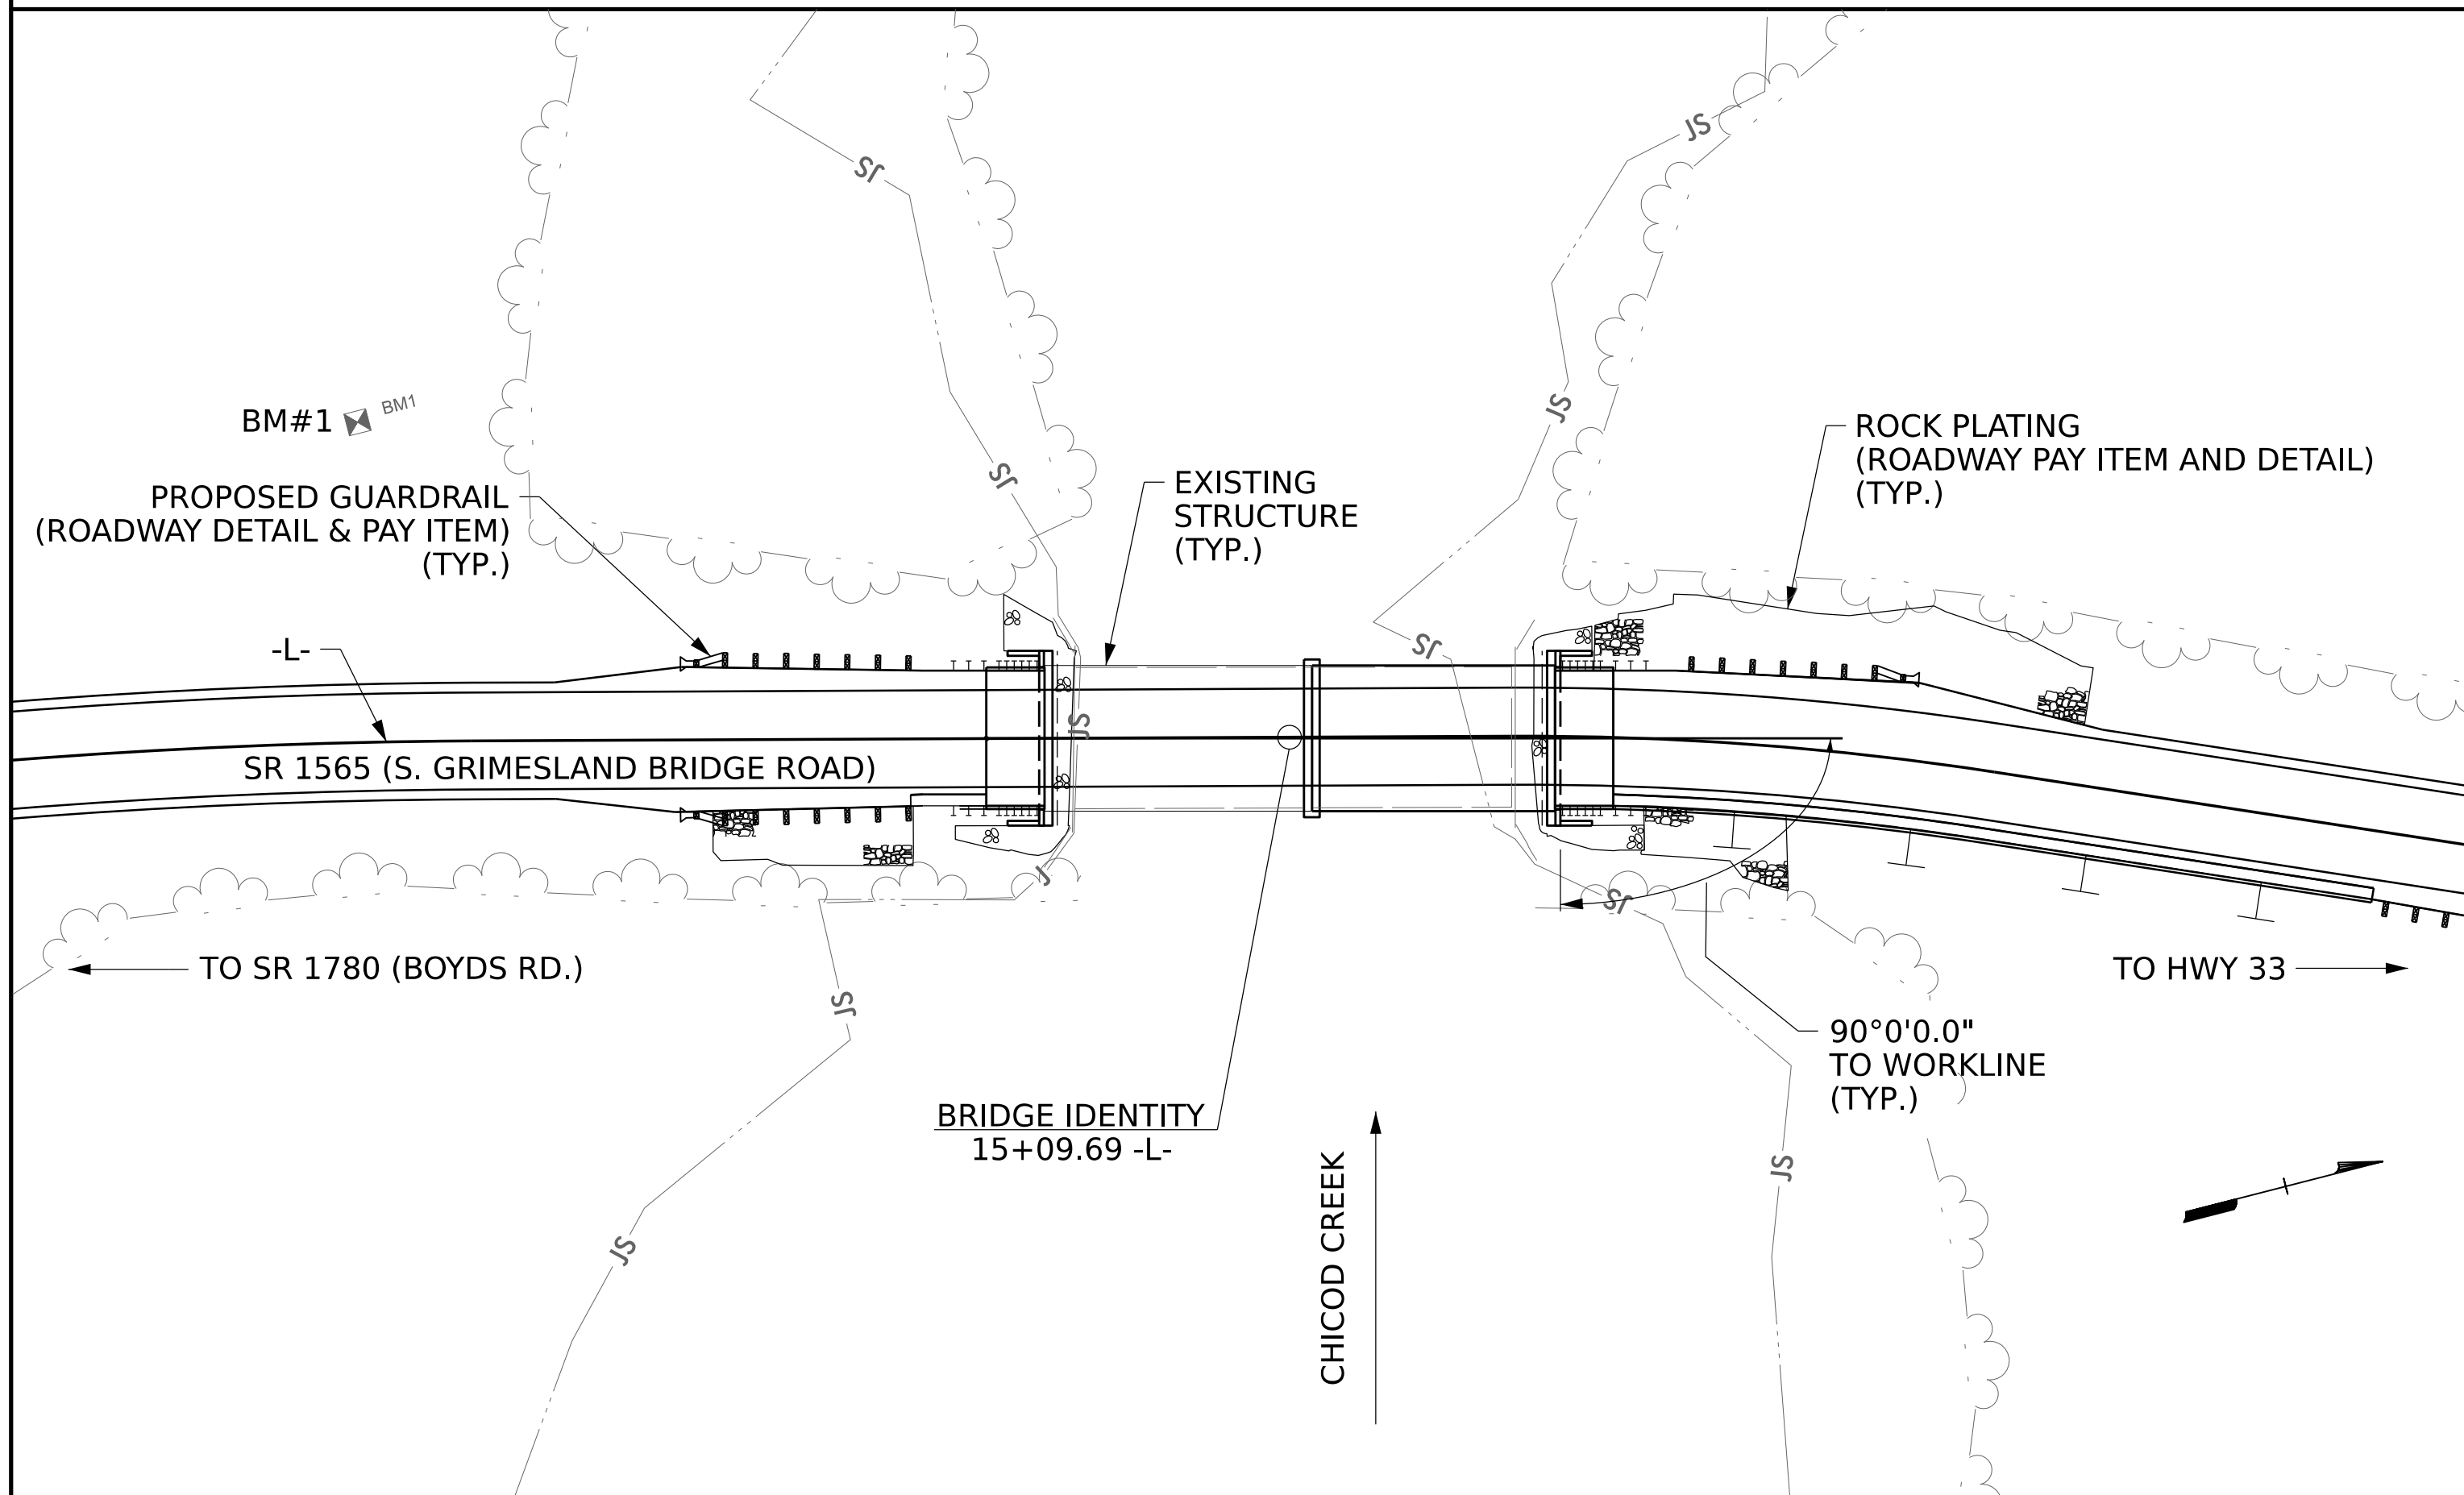 JS
JS
BM#1
BM1
JS
JS
ROCK PLATING
(ROADWAY PAY ITEM AND DETAIL)
(TYP.)
EXISTING
STRUCTURE
(TYP.)
PROPOSED GUARDRAIL
(ROADWAY DETAIL & PAY ITEM)
(TYP.)
-L-
JS
JS
SR 1565 (S. GRIMESLAND BRIDGE ROAD)
J
JS
TO SR 1780 (BOYDS RD.)
TO HWY 33
JS
90°0'0.0"
TO WORKLINE
(TYP.)
BRIDGE IDENTITY
15+09.69 -L-
CHICOD CREEK
JS
JS